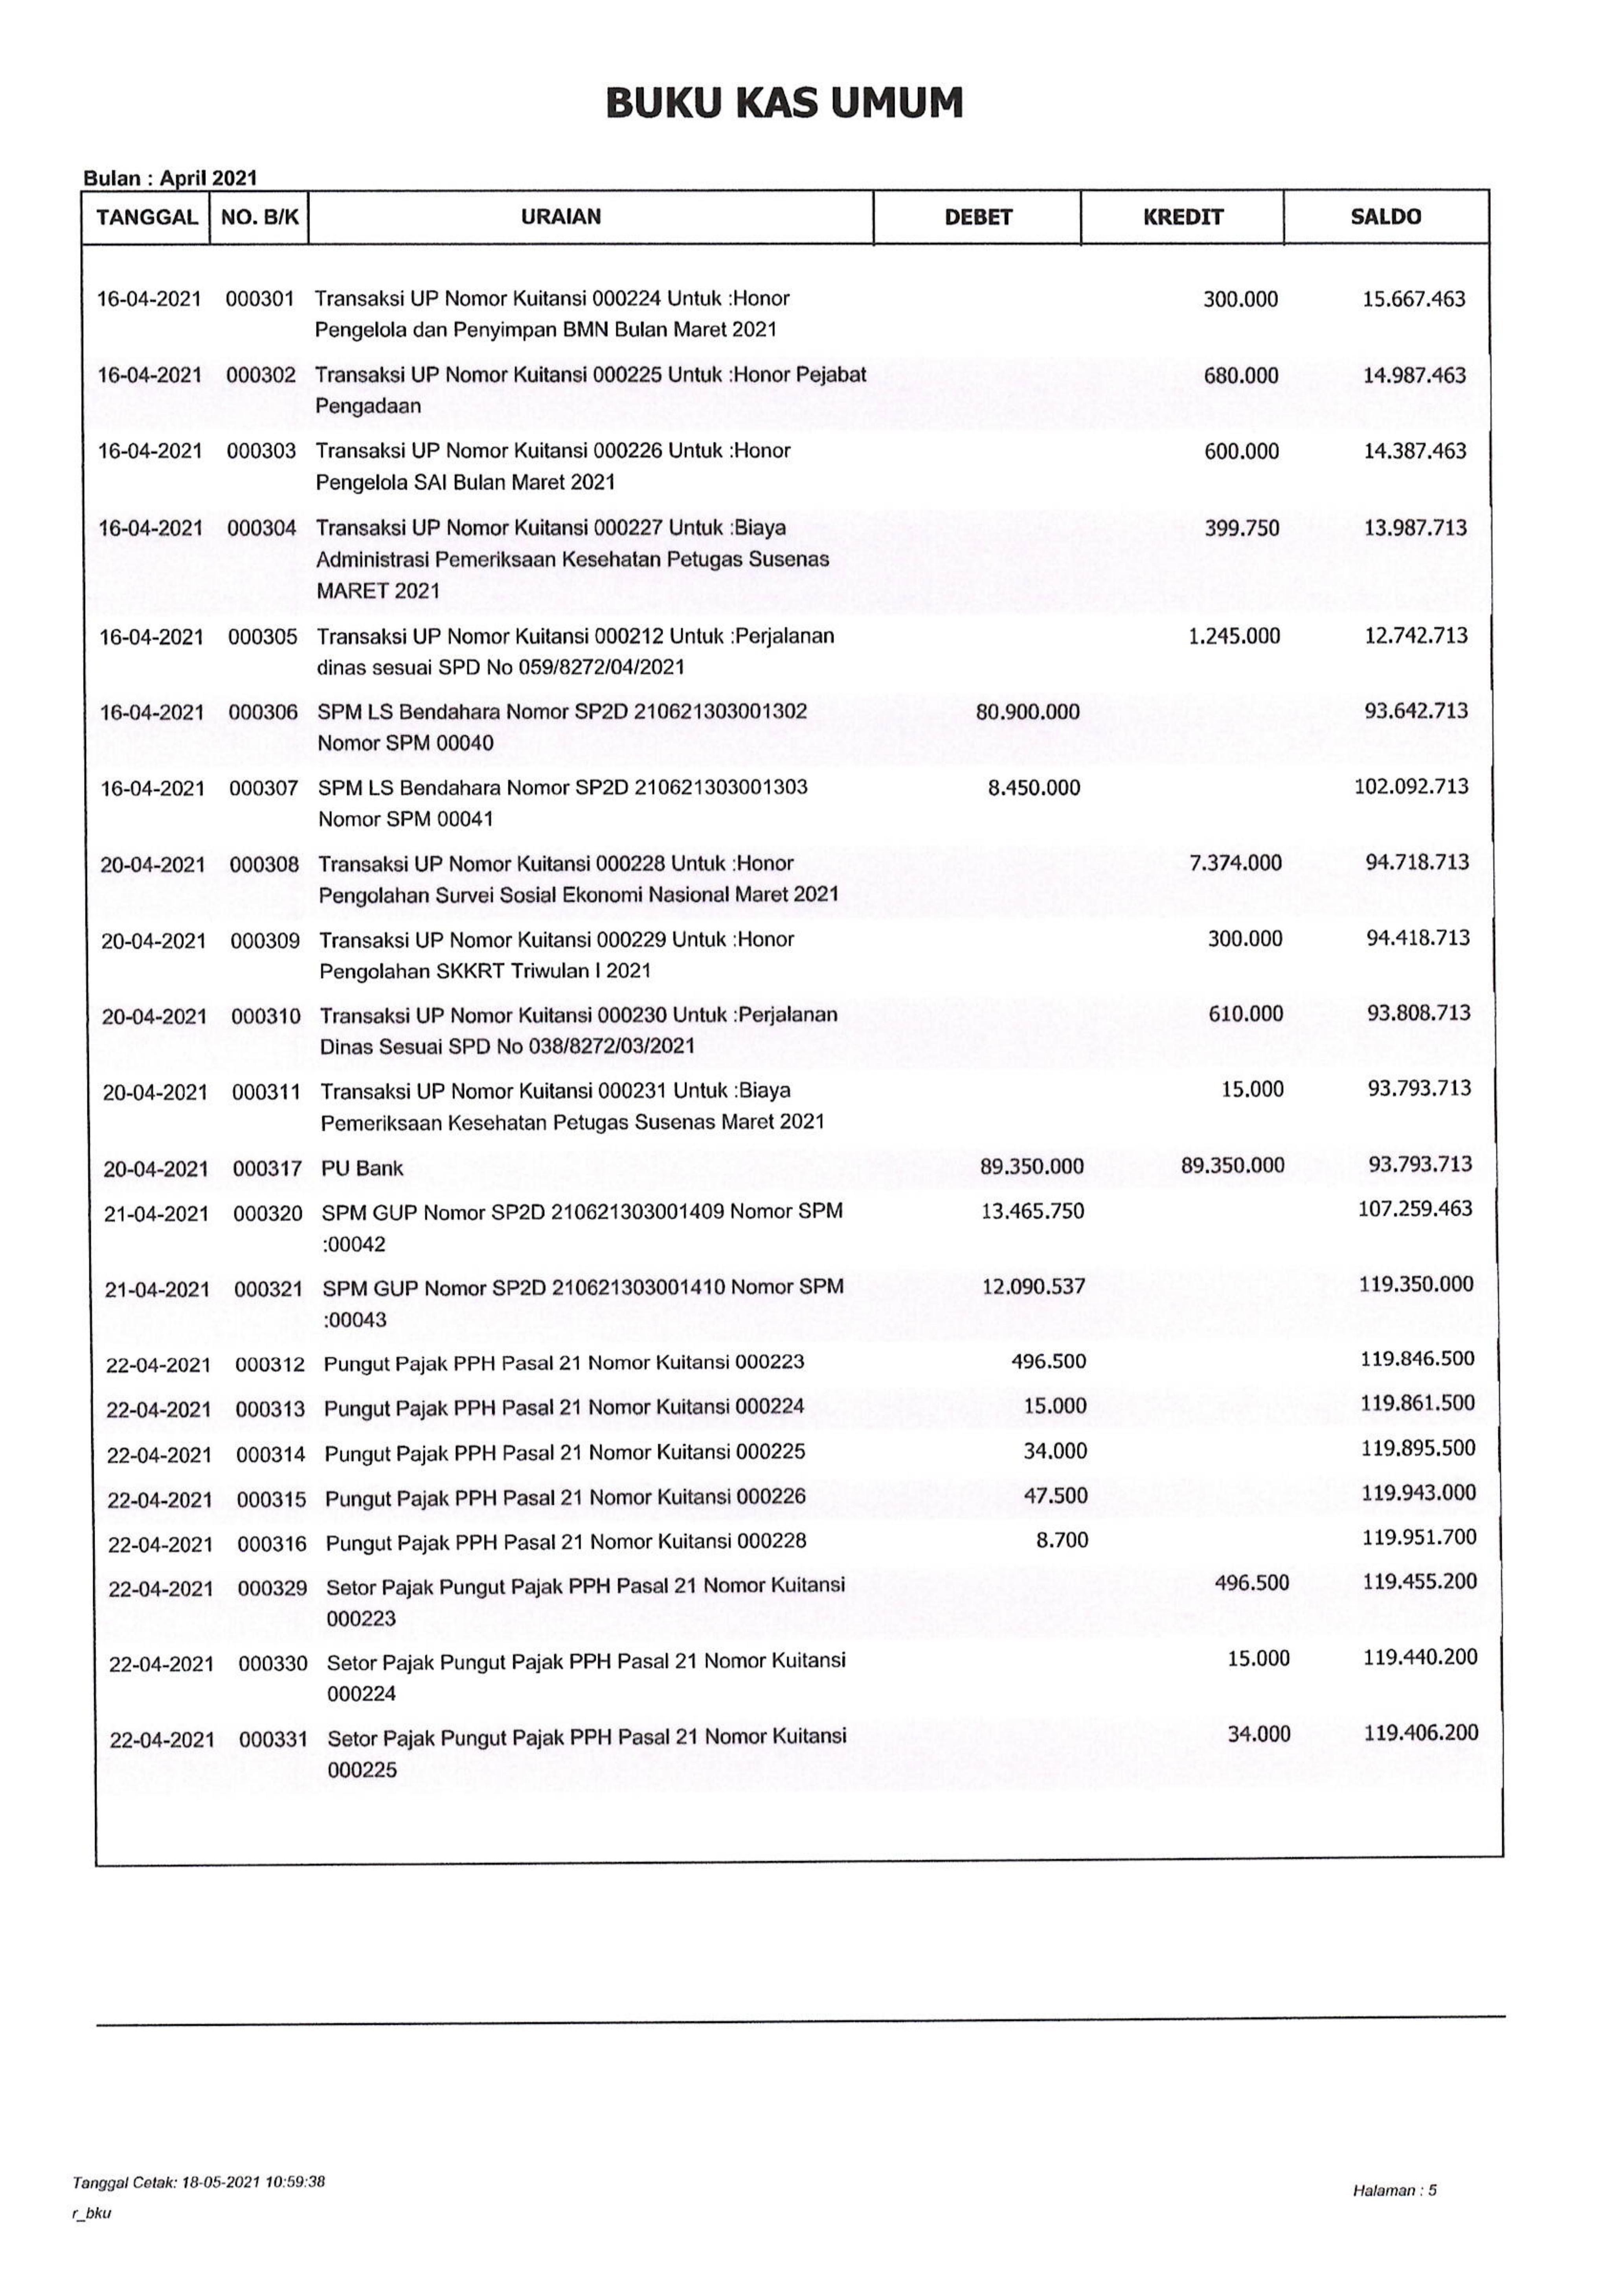 BUKU KAS UMUM
Bulan : April 2021
TANGGAL NO. B/K URAIAN DEBET KREDIT SALDO
16-04-2021 000301 Transaksi UP Nomor Kuitansi 000224 Untuk :Honor 300.000 15.667.463
Pengelola dan Penyimpan BMN Bulan Maret 2021
16-04-2021 000302 Transaksi UP Nomor Kuitansi 000225 Untuk :Honor Pejabat 680.000 14.987.463
Pengadaan
16-04-2021 000303 Transaksi UP Nomor Kuitansi 000226 Untuk :Honor 600.000 14.387.463
Pengelola SAI Bulan Maret 2021
16-04-2021 000304 Transaksi UP Nomor Kuitansi 000227 Untuk :Biaya 399.750 13.987.713
Administrasi Pemeriksaan Kesehatan Petugas Susenas
MARET 2021
16-04-2021 000305 Transaksi UP Nomor Kuitansi 000212 Untuk :Perjalanan 1.245.000 12.742.713
dinas sesuai SPD No 059/8272/04/2021
16-04-2021 000306 SPM LS Bendahara Nomor SP2D 210621303001302 80.900.000 93.642.713
Nomor SPM 00040
16-04-2021 000307 SPM LS Bendahara Nomor SP2D 210621303001303 8.450.000 102.092.713
Nomor SPM 00041
20-04-2021 000308 Transaksi UP Nomor Kuitansi 000228 Untuk :Honor 7.374.000 94.718.713
Pengolahan Survei Sosial Ekonomi Nasional Maret 2021
20-04-2021 000309 Transaksi UP Nomor Kuitansi 000229 Untuk :Honor 300.000 94.418.713
Pengolahan SKKRT Triwulan I 2021
20-04-2021 000310 Transaksi UP Nomor Kuitansi 000230 Untuk :Perjalanan 610.000 93.808.713
Dinas Sesuai SPD No 038/8272/03/2021
20-04-2021 000311 Transaksi UP Nomor Kuitansi 000231 Untuk :Biaya 15.000 93.793.713
Pemeriksaan Kesehatan Petugas Susenas Maret 2021
20-04-2021 000317 PU Bank 89.350.000 89.350.000 93.793.713
21-04-2021 000320 SPM GUP Nomor SP2D 210621303001409 Nomor SPM 13.465.750 107.259.463
:00042
21-04-2021 000321 SPM GUP Nomor SP2D 210621303001410 Nomor SPM 12.090.537 119.350.000
:00043
22-04-2021 000312 Pungut Pajak PPH Pasal 21 Nomor Kuitansi 000223 496.500 119.846.500
22-04-2021 000313 Pungut Pajak PPH Pasal 21 Nomor Kuitansi 000224 15.000 119.861.500
22-04-2021 000314 Pungut Pajak PPH Pasal 21 Nomor Kuitansi 000225 34.000 119.895.500
22-04-2021 000315 Pungut Pajak PPH Pasal 21 Nomor Kuitansi 000226 47.500 119.943.000
22-04-2021 000316 Pungut Pajak PPH Pasal 21 Nomor Kuitansi 000228 8.700 119.951.700
22-04-2021 000329 Setor Pajak Pungut Pajak PPH Pasal 21 Nomor Kuitansi 496.500 119.455.200
000223
22-04-2021 000330 Setor Pajak Pungut Pajak PPH Pasal 21 Nomor Kuitansi 15.000 119.440.200
000224
22-04-2021 000331 Setor Pajak Pungut Pajak PPH Pasal 21 Nomor Kuitansi 34.000 119.406.200
000225
Tanggal Cetak: 18-05-2021 10:59:38
Halaman : 5
r_bku